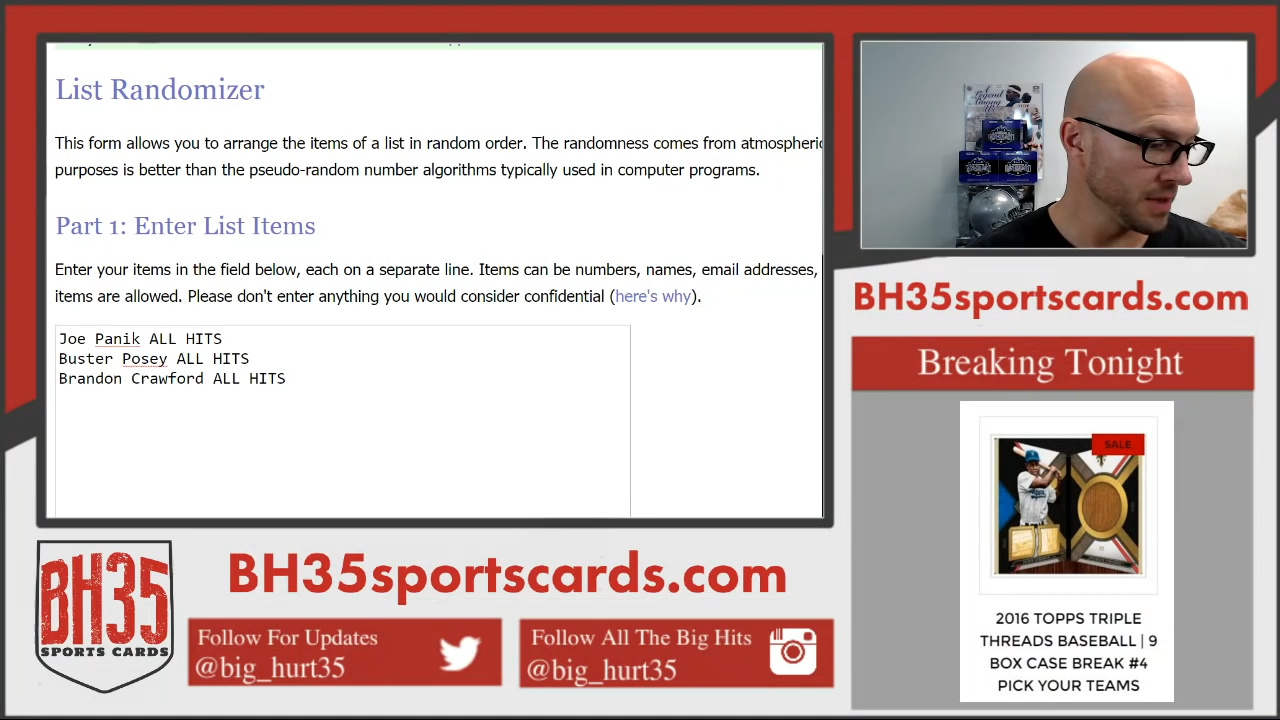 List Randomizer
This form allows you to arrange the items of a list in random order. The randomness comes from atmospheric
purposes is better than the pseudo-random number algorithms typically used in computer programs.
Part 1: Enter List Items
Enter your items in the field below, each on a separate line. Items can be numbers, names, email addresses,
items are allowed. Please don't enter anything you would consider confidential (here's why).
Joe Panik ALL HITS
Buster Posey ALL HITS
Brandon Crawford ALL HITS
A Legend Among Us
BH35sportscards.com
Breaking Tonight
SALE
2016 TOPPS TRIPLE
THREADS BASEBALL | 9
BOX CASE BREAK #4
PICK YOUR TEAMS
BH35
SPORTS CARDS
BH35sportscards.com
Follow For Updates
@big_hurt35
Follow All The Big Hits
@big_hurt35